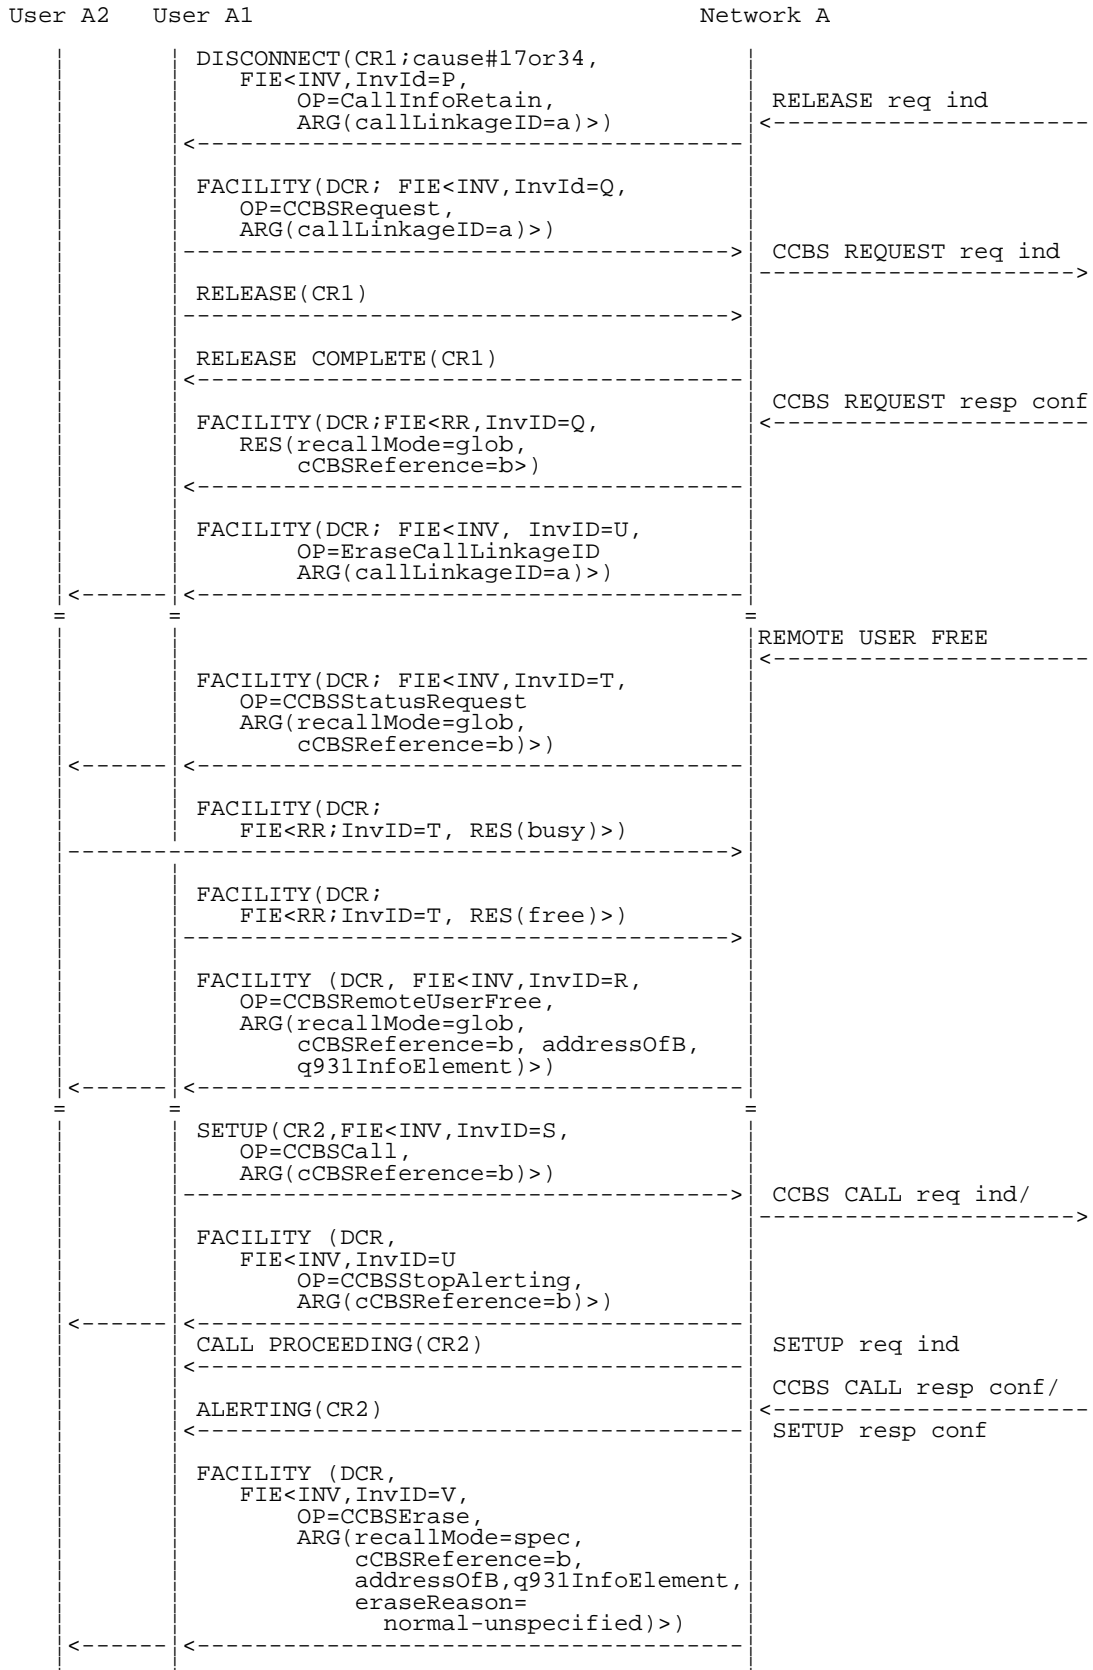 User A2 User A1 Network A
DISCONNECT(CR1;cause#17or34,
FIE<INV,InvId=P,
OP=CallInfoRetain, RELEASE req ind
ARG(callLinkageID=a)>)
FACILITY(DCR; FIE<INV,InvId=Q,
OP=CCBSRequest,
ARG(callLinkageID=a)>)
CCBS REQUEST req ind
RELEASE(CR1)
RELEASE COMPLETE(CR1)
CCBS REQUEST resp conf
FACILITY(DCR;FIE<RR,InvID=Q,
RES(recallMode=glob,
cCBSReference=b>)
FACILITY(DCR; FIE<INV, InvID=U,
OP=EraseCallLinkageID
ARG(callLinkageID=a)>)
REMOTE USER FREE
FACILITY(DCR; FIE<INV,InvID=T,
OP=CCBSStatusRequest
ARG(recallMode=glob,
cCBSReference=b)>)
FACILITY(DCR;
FIE<RR;InvID=T, RES(busy)>)
FACILITY(DCR;
FIE<RR;InvID=T, RES(free)>)
FACILITY (DCR, FIE<INV,InvID=R,
OP=CCBSRemoteUserFree,
ARG(recallMode=glob,
cCBSReference=b, addressOfB,
q931InfoElement)>)
SETUP(CR2,FIE<INV,InvID=S,
OP=CCBSCall,
ARG(cCBSReference=b)>)
CCBS CALL req ind/
FACILITY (DCR,
FIE<INV,InvID=U
OP=CCBSStopAlerting,
ARG(cCBSReference=b)>)
CALL PROCEEDING(CR2) SETUP req ind
CCBS CALL resp conf/
ALERTING(CR2)
SETUP resp conf
FACILITY (DCR,
FIE<INV,InvID=V,
OP=CCBSErase,
ARG(recallMode=spec,
cCBSReference=b,
addressOfB,q931InfoElement,
eraseReason=
normal-unspecified)>)